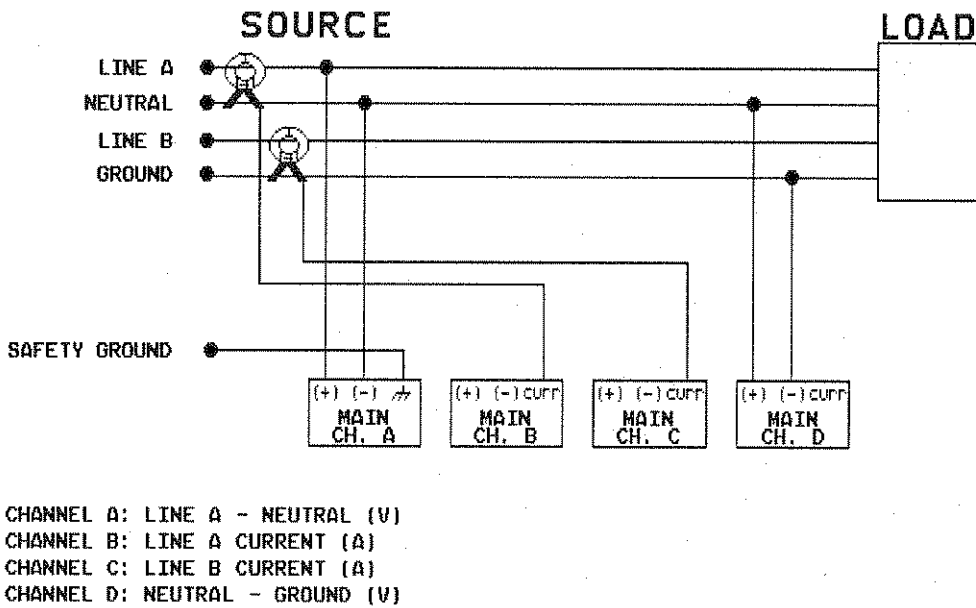 SOURCE
LOAD
LINE A
NEUTRAL
LINE B
GROUND
SAFETY GROUND
(+) (-)
MAIN
CH. A
(+) (-) curr
MAIN
CH. B
(+) (-) curr
MAIN
CH. C
(+) (-) curr
MAIN
CH. D
CHANNEL A: LINE A - NEUTRAL (V)
CHANNEL B: LINE A CURRENT (A)
CHANNEL C: LINE B CURRENT (A)
CHANNEL D: NEUTRAL - GROUND (V)